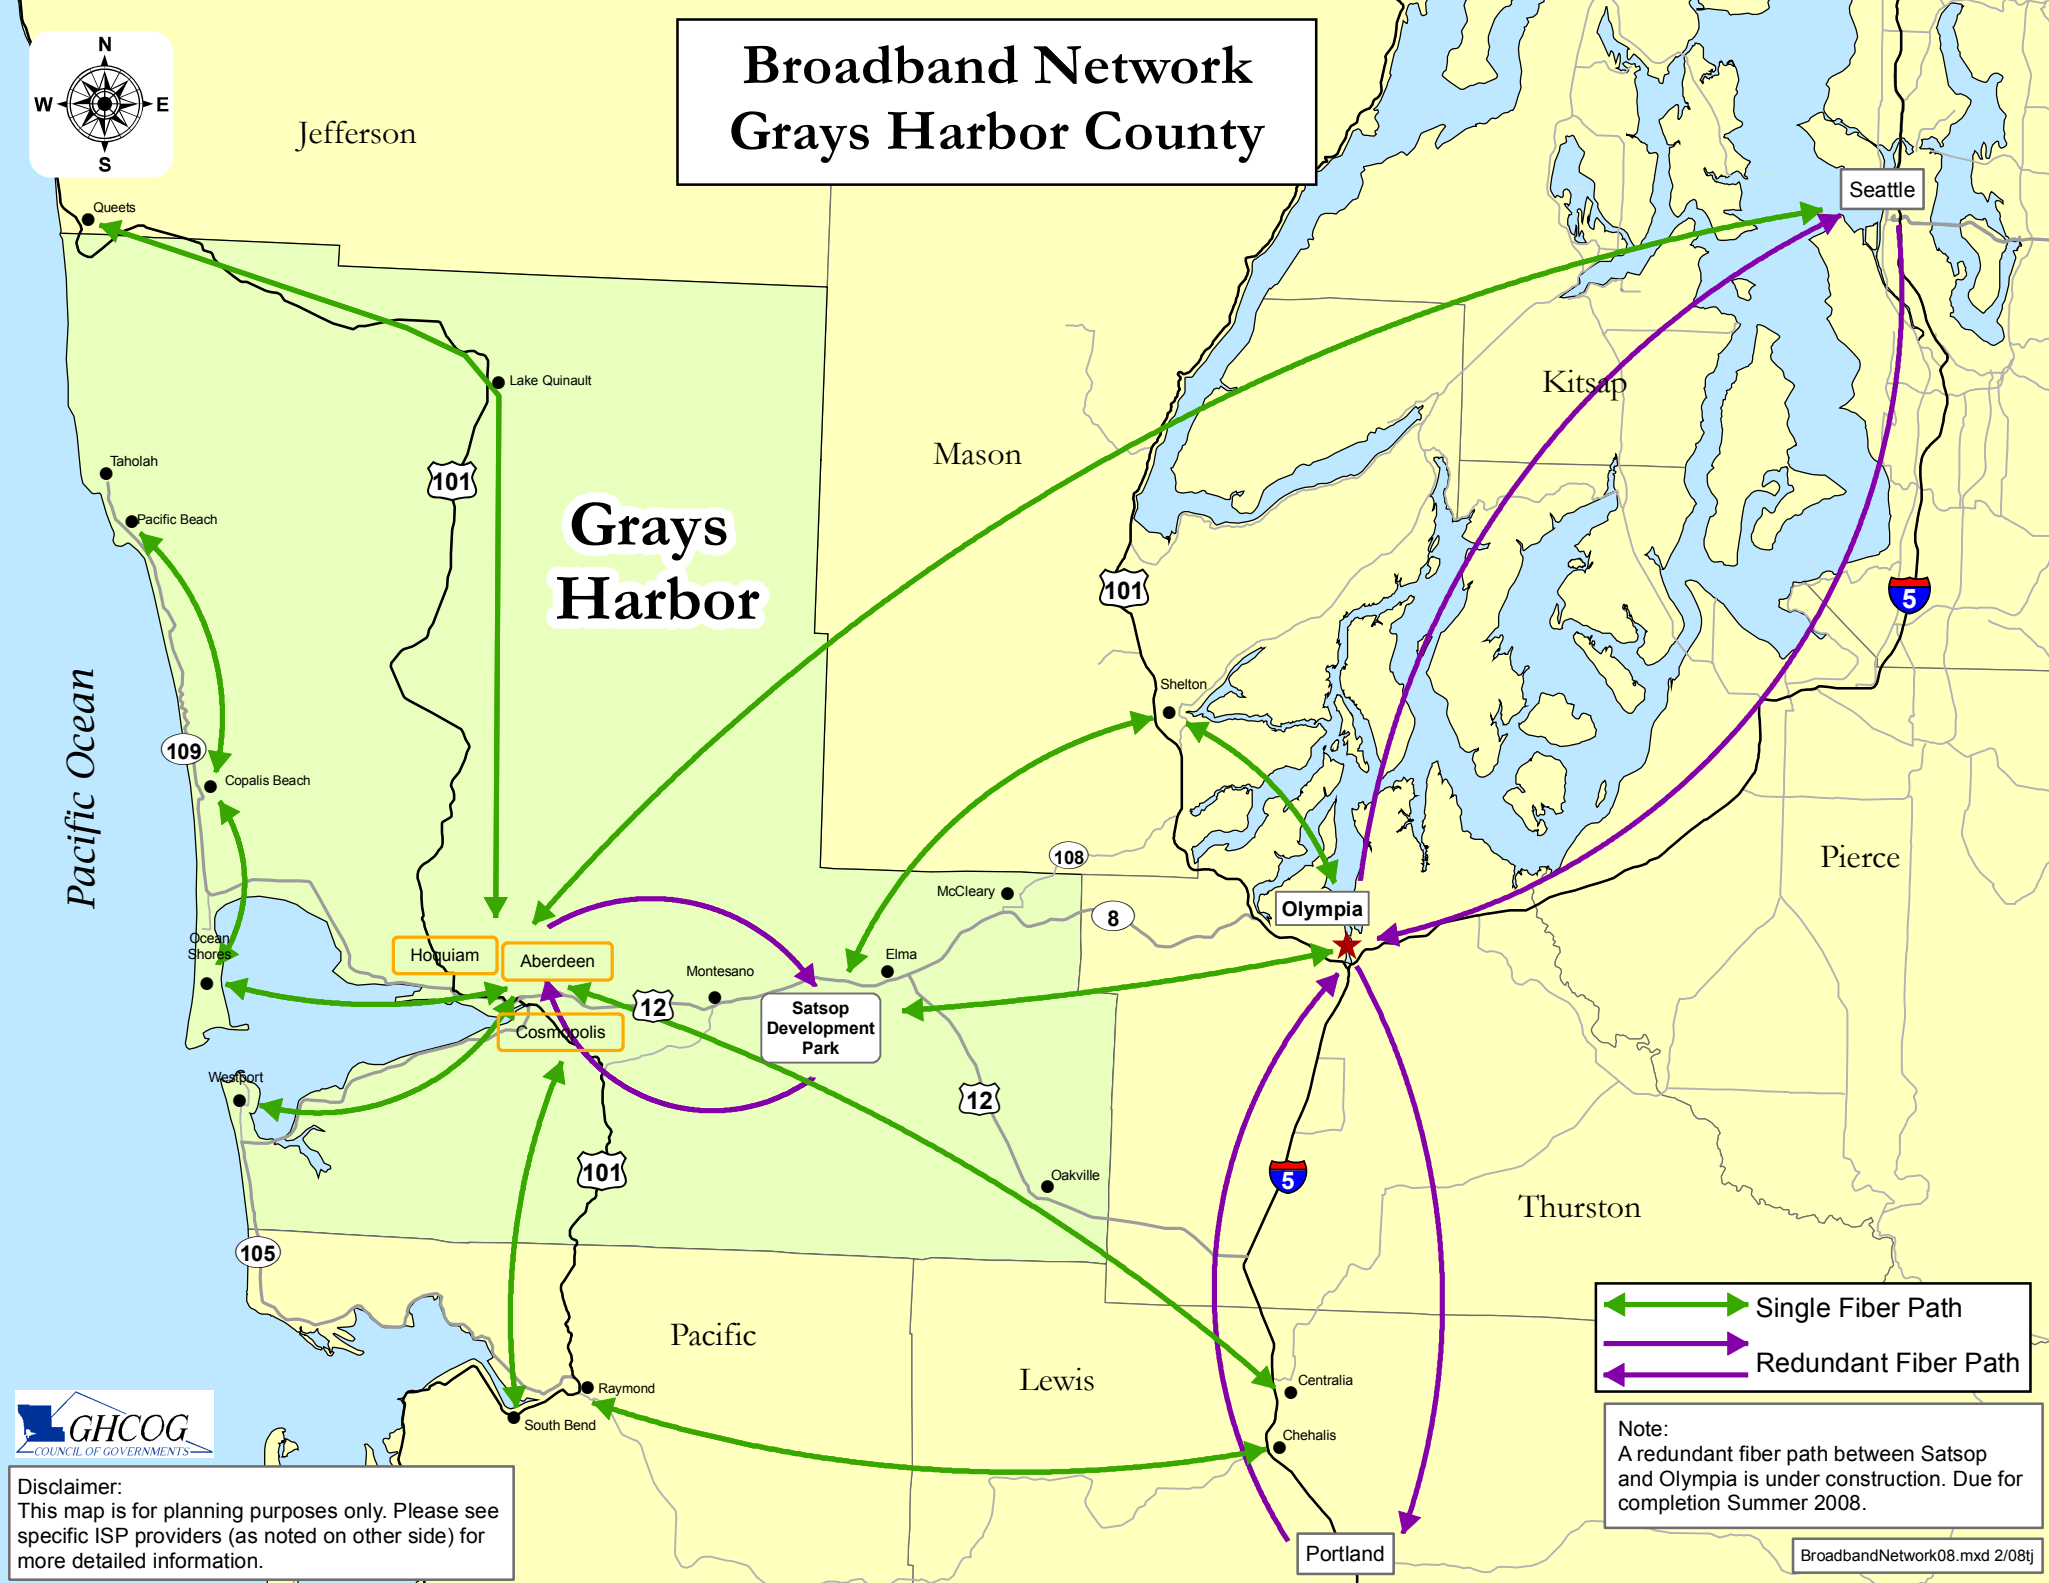 Broadband Network
Grays Harbor County
N
W
E
S
Jefferson
Seattle
Queets
Lake Quinault
Kitsap
Mason
Taholah
101
Pacific Beach
Grays
Harbor
101
5
Pacific Ocean
Shelton
109
Copalis Beach
108
Pierce
McCleary
8
Olympia
Ocean
Shores
Hoquiam
Aberdeen
Elma
Montesano
12
Satsop
Development
Park
Cosmopolis
Westport
12
101
5
Oakville
Thurston
105
Single Fiber Path
Redundant Fiber Path
Pacific
Lewis
Centralia
Raymond
South Bend
Chehalis
GHCOG
COUNCIL OF GOVERNMENTS
Note:
A redundant fiber path between Satsop
and Olympia is under construction. Due for
completion Summer 2008.
Disclaimer:
This map is for planning purposes only. Please see
specific ISP providers (as noted on other side) for
more detailed information.
Portland
BroadbandNetwork08.mxd 2/08tj